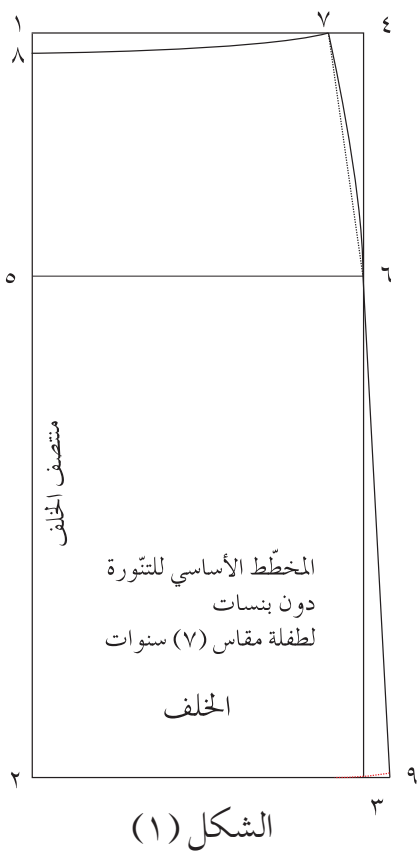 ١ ٧ ٤
٨
٥ ٦
منتصف الخلف
المخطّط الأساسي للتنّورة
دون بنسات
لطفلة مقاس (٧) سنوات
الخلف
٢ ٩
٣
الشكل (١)